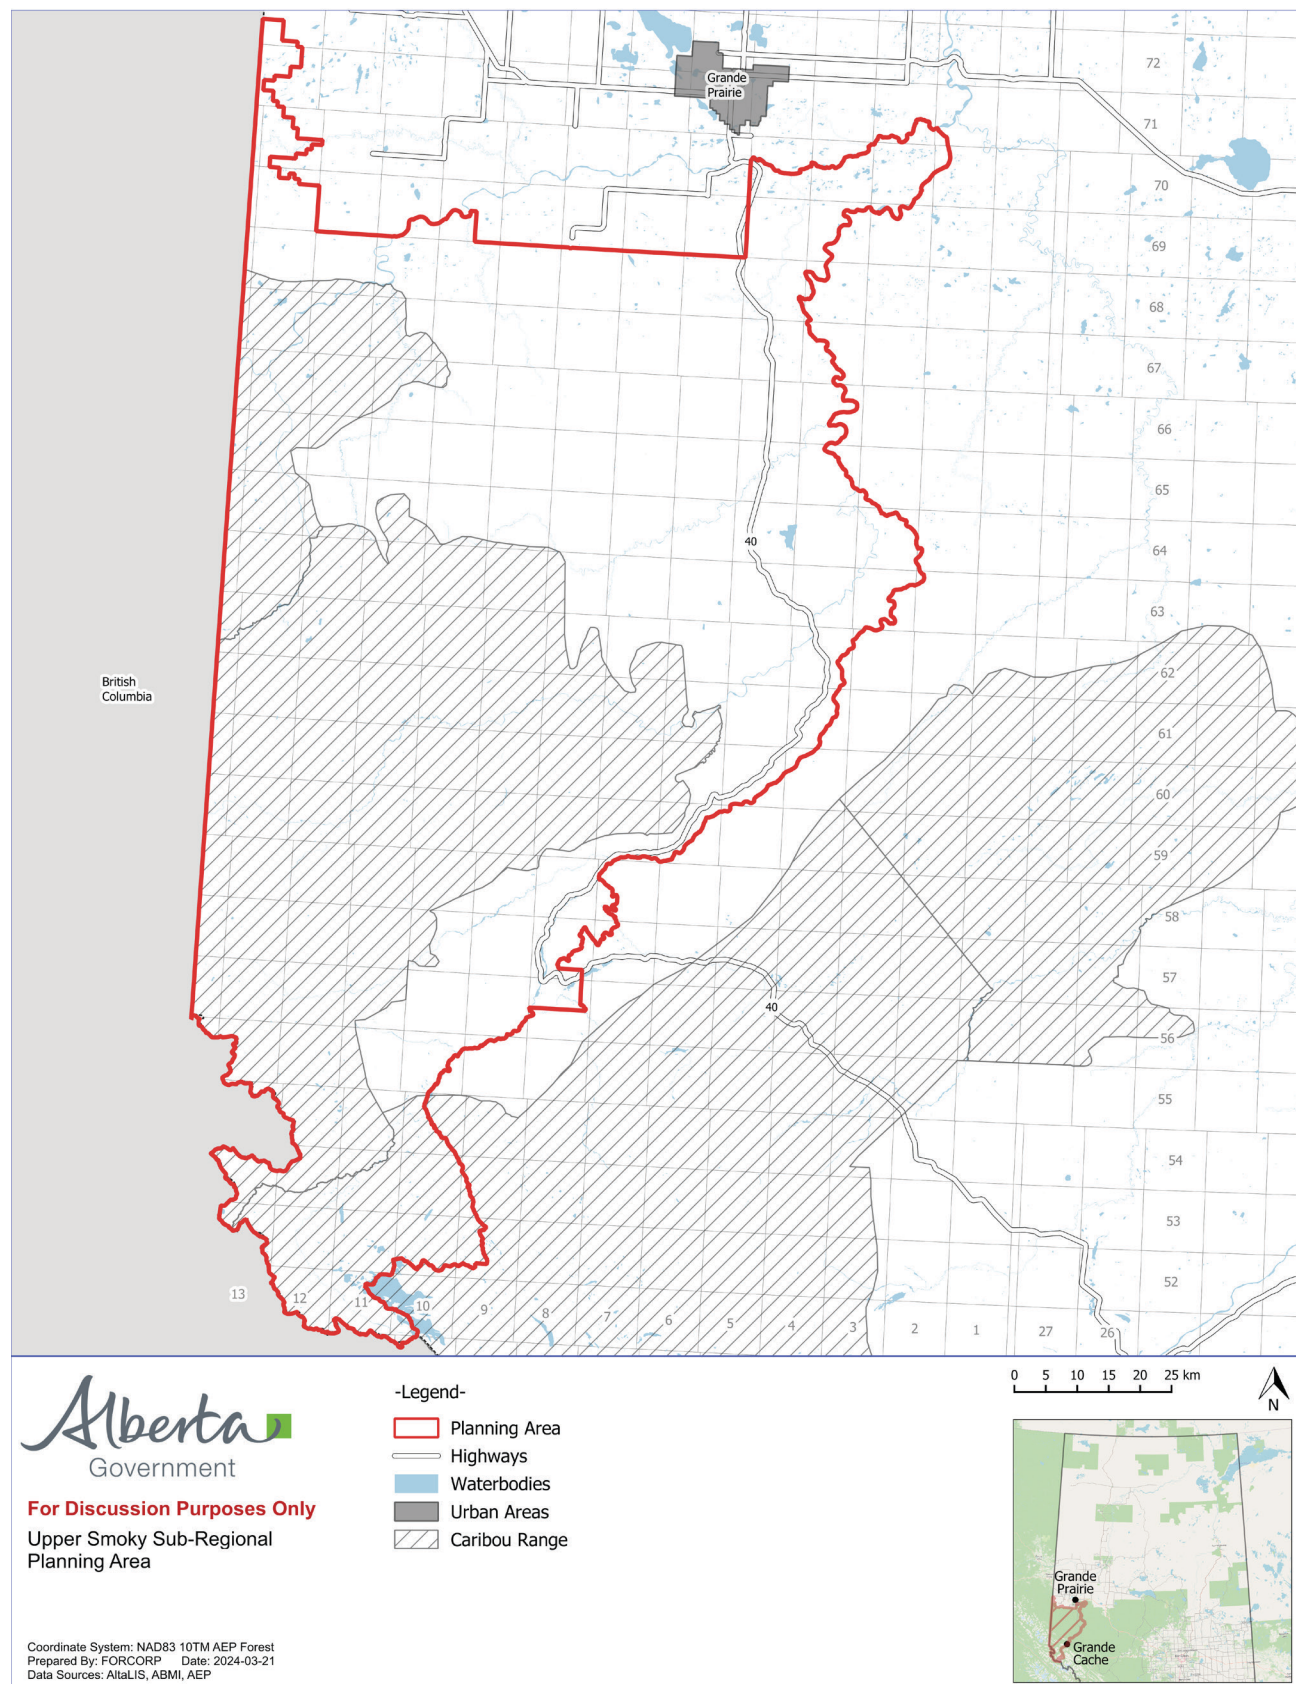 Grande
Prairie
72
71
70
69
68
67
66
65
40
64
63
62
British
Columbia
61
60
59
58
57
40
56
55
54
53
13
12
11
10
9
8
7
6
5
4
3
2
1
27
26
52
Alberta
Government
For Discussion Purposes Only
Upper Smoky Sub-Regional
Planning Area
Coordinate System: NAD83 10TM AEP Forest
Prepared By: FORCORP Date: 2024-03-21
Data Sources: AltaLIS, ABMI, AEP
-Legend-
Planning Area
Highways
Waterbodies
Urban Areas
Caribou Range
0 5 10 15 20 25 km
N
Grande
Prairie
Grande
Cache